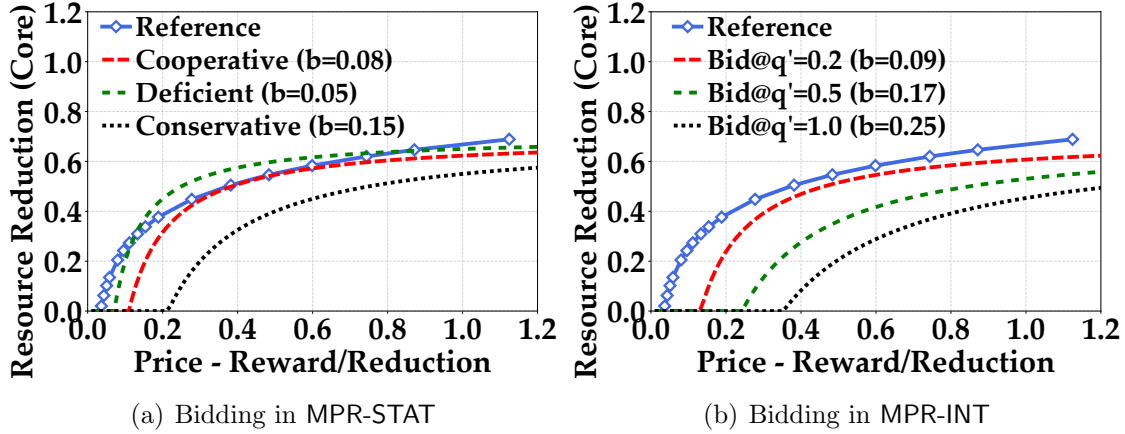 Resource Reduction (Core)
1.2
1.0
0.8
0.6
0.4
0.2
0.0
Reference
Cooperative (b=0.08)
Deficient (b=0.05)
Conservative (b=0.15)
0.0 0.2 0.4 0.6 0.8 1.0 1.2
Price - Reward/Reduction
(a) Bidding in MPR-STAT
Resource Reduction (Core)
1.2
1.0
0.8
0.6
0.4
0.2
0.0
Reference
Bid@q'=0.2 (b=0.09)
Bid@q'=0.5 (b=0.17)
Bid@q'=1.0 (b=0.25)
0.0 0.2 0.4 0.6 0.8 1.0 1.2
Price - Reward/Reduction
(b) Bidding in MPR-INT